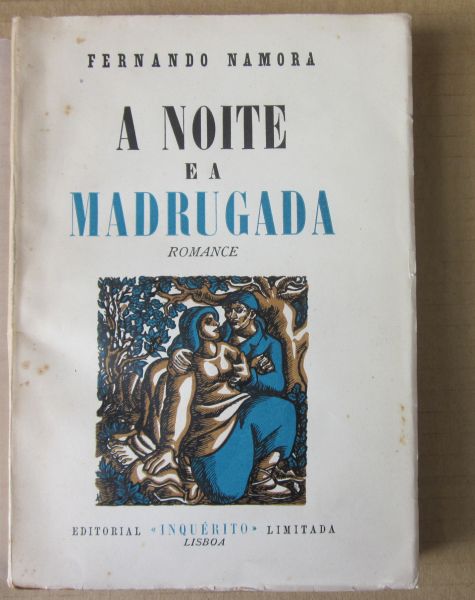 FERNANDO NAMORA
A NOITE
E A
MADRUGADA
ROMANCE
EDITORIAL «INQUÉRITO» LIMITADA
LISBOA